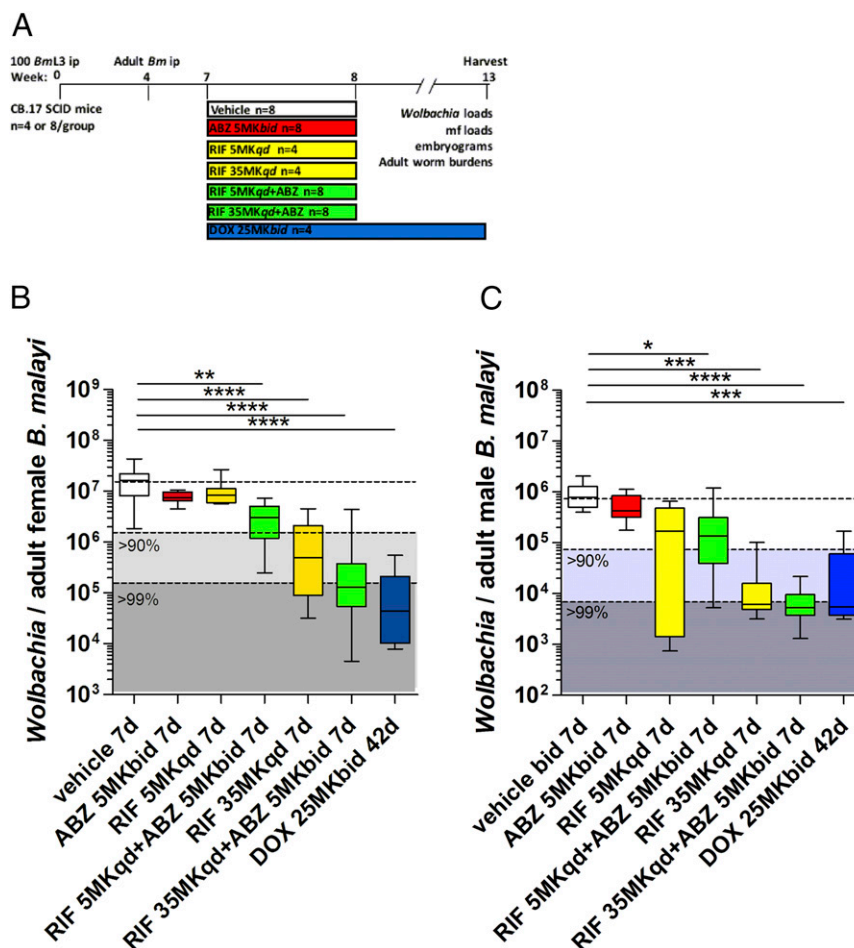 A
100 BmL3 ip Adult Bm ip Harvest
Week: 0 4 7 8 13
CB.17 SCID mice
n=4 or 8/group
Vehicle n=8
ABZ 5MKbid n=8
RIF 5MKqd n=4
RIF 35MKqd n=4
RIF 5MKqd+ABZ n=8
RIF 35MKqd+ABZ n=8
DOX 25MKbid n=4
Wolbachia loads
mf loads
embryograms
Adult worm burdens
B
**
****
****
****
Wolbachia / adult female B. malayi
10⁹
10⁸
10⁷
10⁶
10⁵
10⁴
10³
>90%
>99%
vehicle 7d
ABZ 5MKbid 7d
RIF 5MKqd 7d
RIF 5MKqd+ABZ 5MKbid 7d
RIF 35MKqd 7d
RIF 35MKqd+ABZ 5MKbid 7d
DOX 25MKbid 42d
C
*
***
****
***
Wolbachia / adult male B. malayi
10⁸
10⁷
10⁶
10⁵
10⁴
10³
10²
>90%
>99%
vehicle bid 7d
ABZ 5MKbid 7d
RIF 5MKqd 7d
RIF 5MKqd+ABZ 5MKbid 7d
RIF 35MKqd 7d
RIF 35MKqd+ABZ 5MKbid 7d
DOX 25MKbid 42d